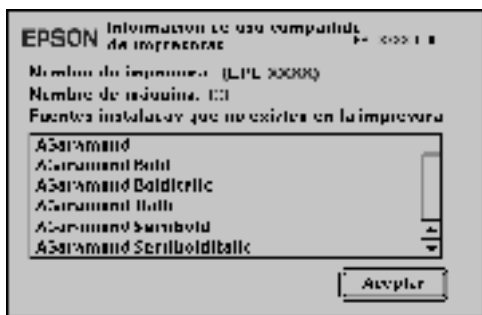 EPSON Información de uso compartido
de impresoras
Nombre de impresora: (EPL XXXX)
Nombre de máquina:
Fuentes instaladas que no existen en la impresora
AGaramond
AGaramond Bold
AGaramond BoldItalic
AGaramond Italic
AGaramond Semibold
AGaramond SemiboldItalic
Aceptar